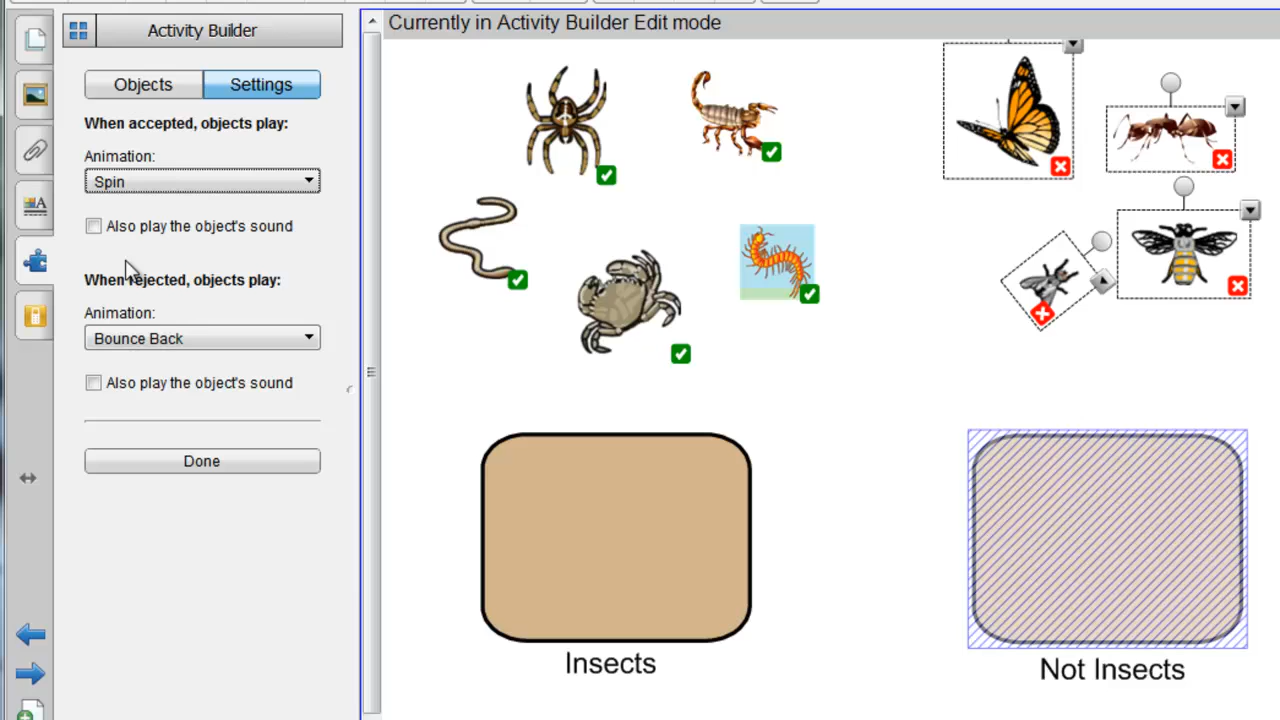 Activity Builder
Currently in Activity Builder Edit mode
Objects
Settings
When accepted, objects play:
Animation:
Spin
Also play the object's sound
When rejected, objects play:
Animation:
Bounce Back
Also play the object's sound
Done
Insects
Not Insects